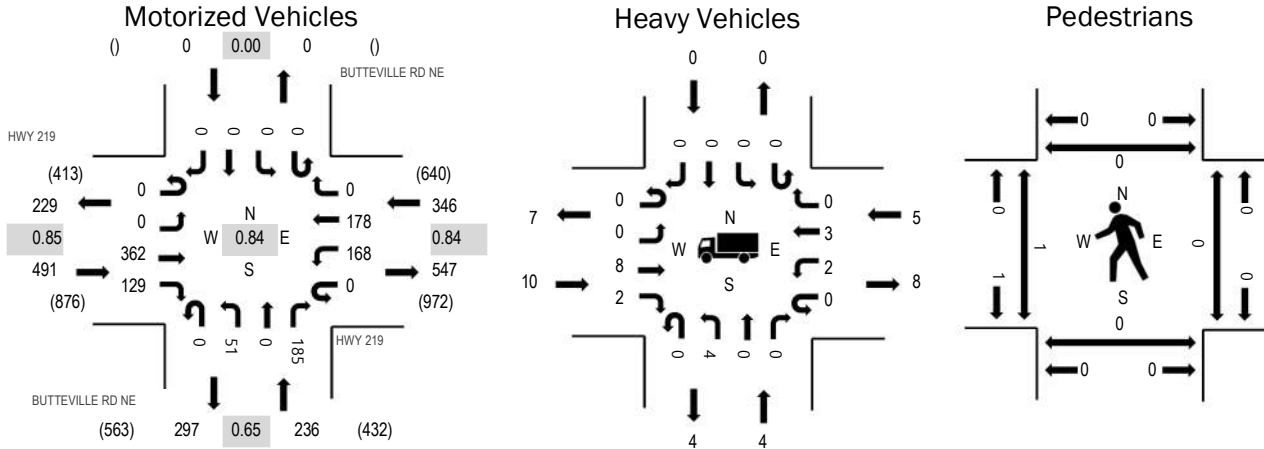 Motorized Vehicles
() 0 0.00 0 ()
BUTTEVILLE RD NE
HWY 219
0 0 0 0
(413) 0 0 (640)
229 0 N 178 346
0.85 W 0.84 E 0.84
491 362 S 168 547
(876) 129 0 (972)
0 51 0 185
HWY 219
BUTTEVILLE RD NE
(563) 297 0.65 236 (432)
Heavy Vehicles
0 0
0 0 0 0
0 0
7 0 N 3 5
W E
10 8 S 2 8
2 0
0 4 0 0
4 4
Pedestrians
0 0
0
0 N 0
W E
1 1 0 0
S
0
0 0